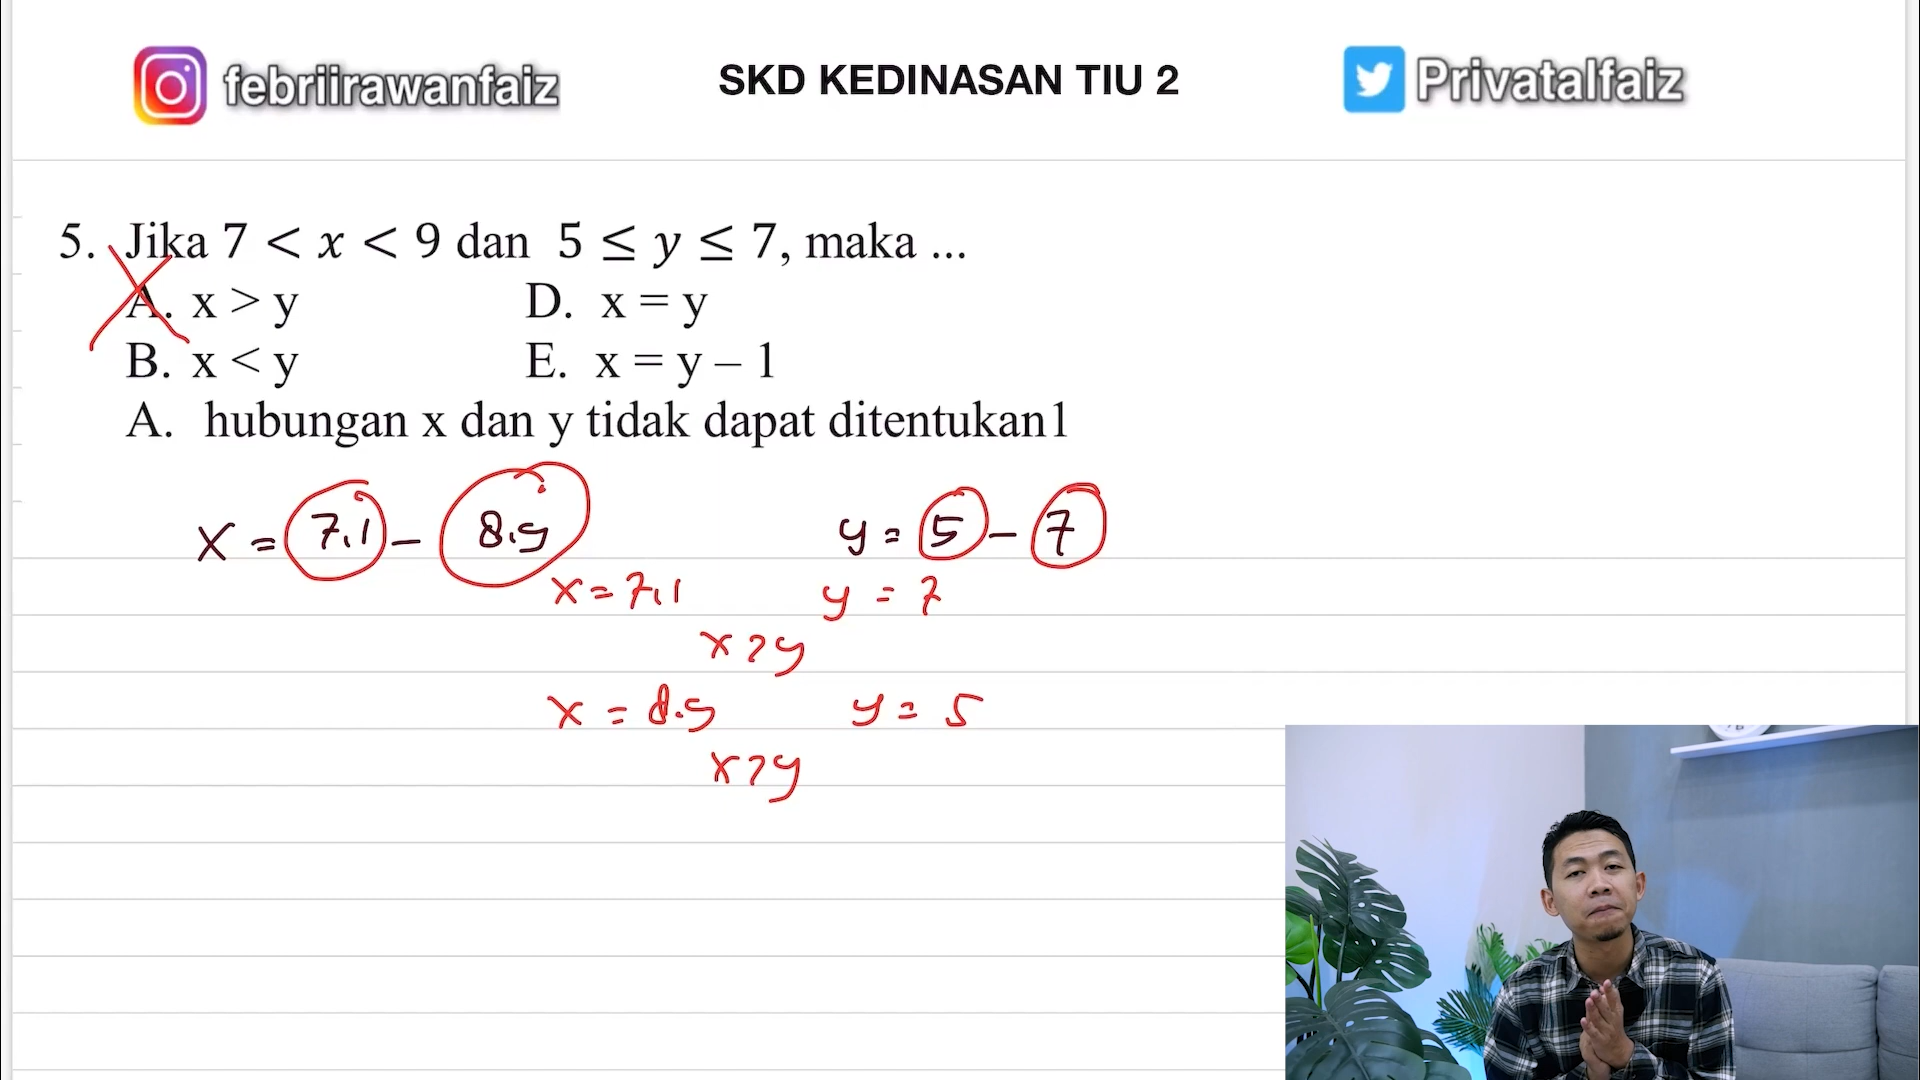 febriirawanfaiz SKD KEDINASAN TIU 2 Privatalfaiz
5. Jika 7 < x < 9 dan 5 ≤ y ≤ 7, maka ...
A. x > y D. x = y
B. x < y E. x = y – 1
A. hubungan x dan y tidak dapat ditentukan1
x = 7,1 – 8.9 y = 5 – 7
x = 7,1 y = 7
x > y
x = 8.9 y = 5
x > y